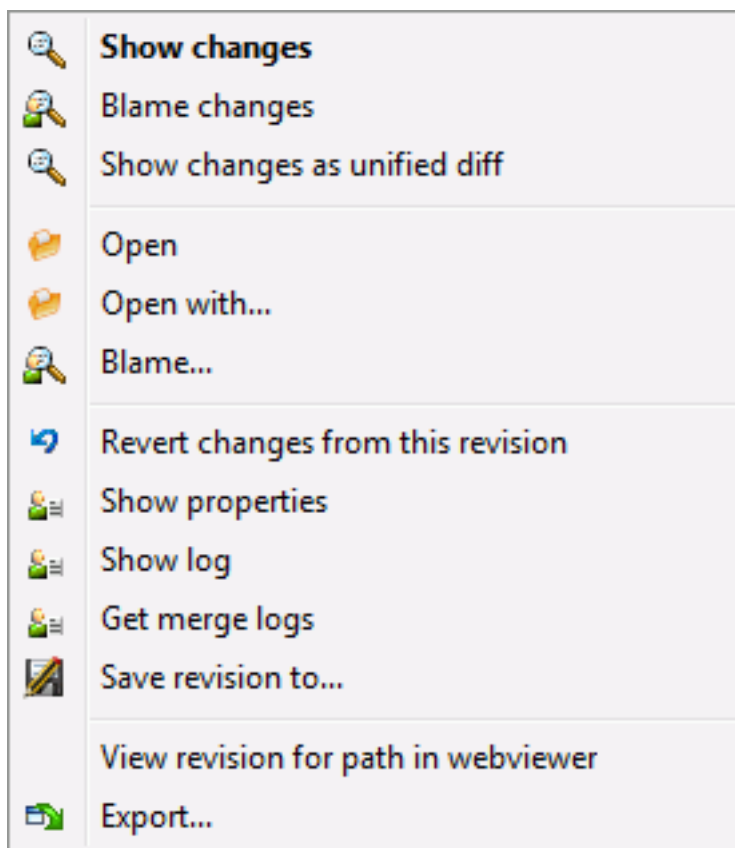 Show changes
Blame changes
Show changes as unified diff
Open
Open with...
Blame...
Revert changes from this revision
Show properties
Show log
Get merge logs
Save revision to...
View revision for path in webviewer
Export...